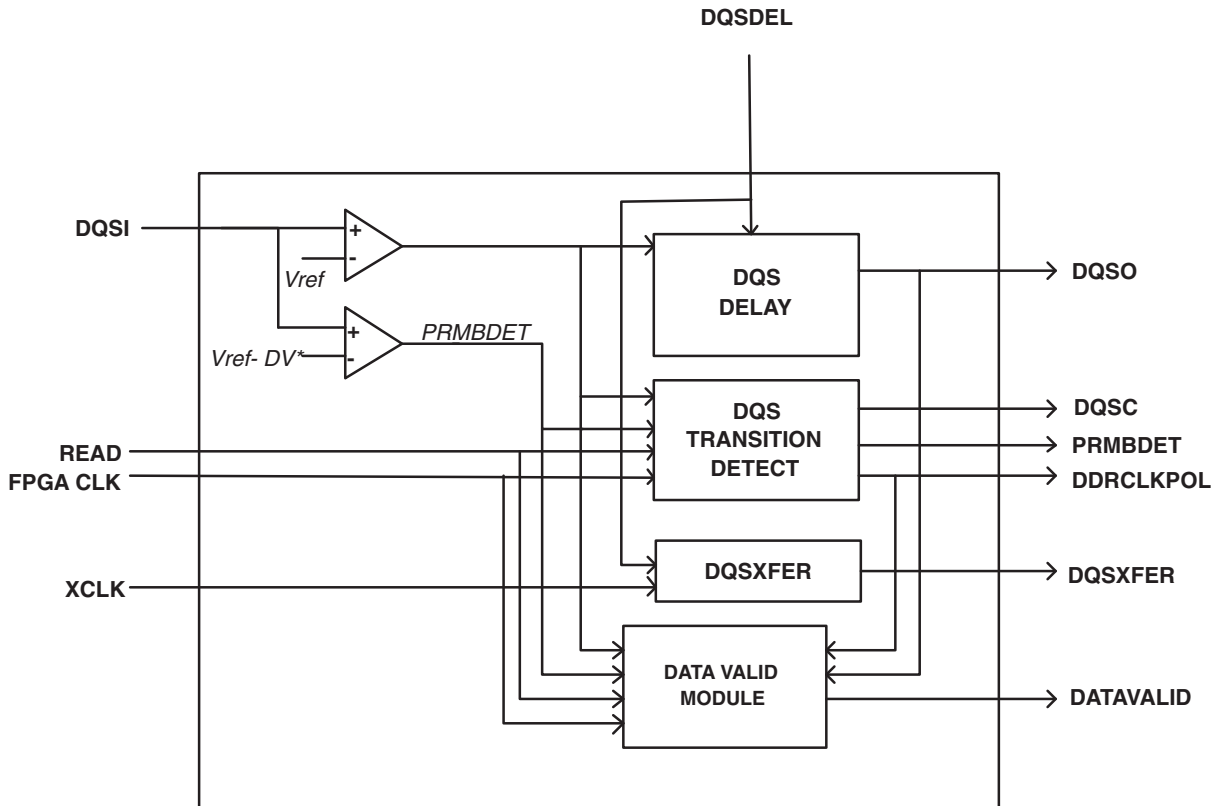 DQSDEL
DQSI
+
-
Vref
+
-
Vref- DV*
PRMBDET
DQS
DELAY
DQSO
DQS
TRANSITION
DETECT
DQSC
PRMBDET
DDRCLKPOL
READ
FPGA CLK
DQSXFER
DQSXFER
XCLK
DATA VALID
MODULE
DATAVALID